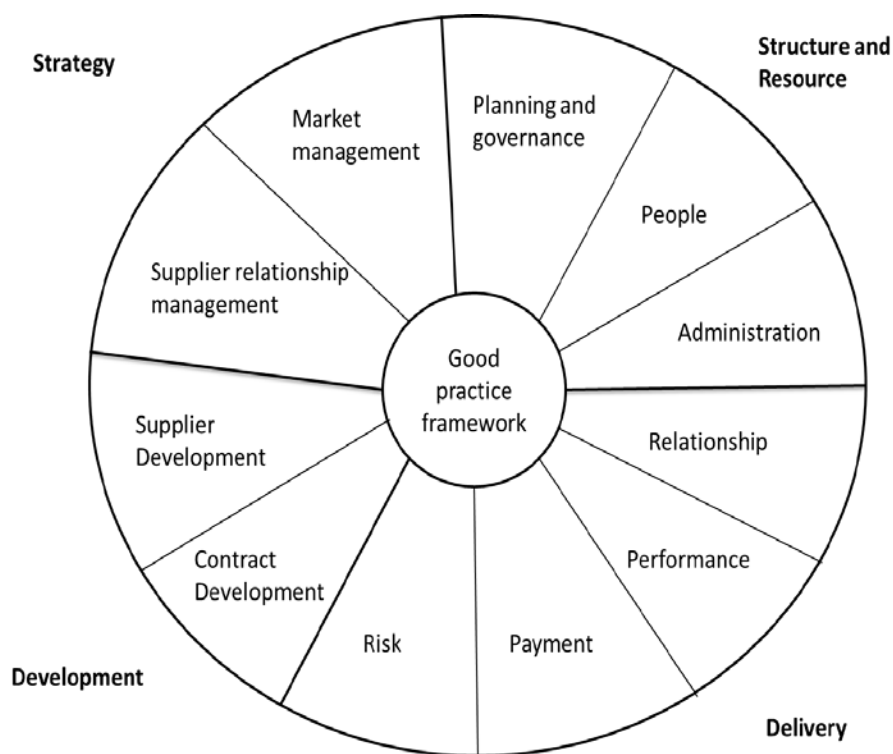 Strategy
Structure and
Resource
Market
management
Planning and
governance
People
Supplier relationship
management
Administration
Good
practice
framework
Supplier
Development
Relationship
Contract
Development
Performance
Risk
Payment
Development
Delivery